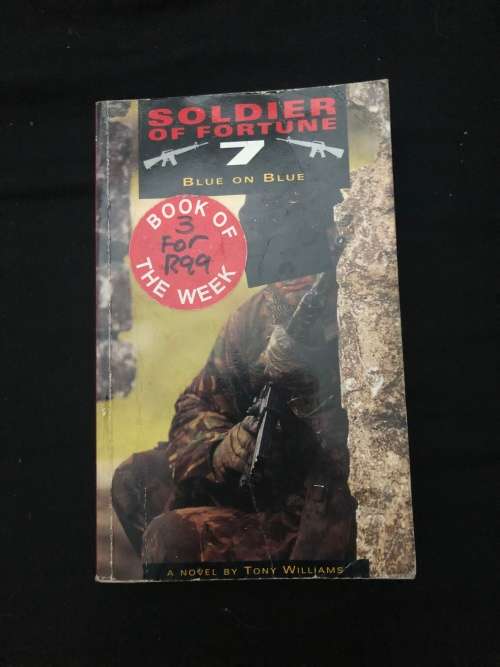 SOLDIER
OF FORTUNE
7
BLUE ON BLUE
BOOK OF
3
For
R99
THE WEEK
A NOVEL BY TONY WILLIAMS